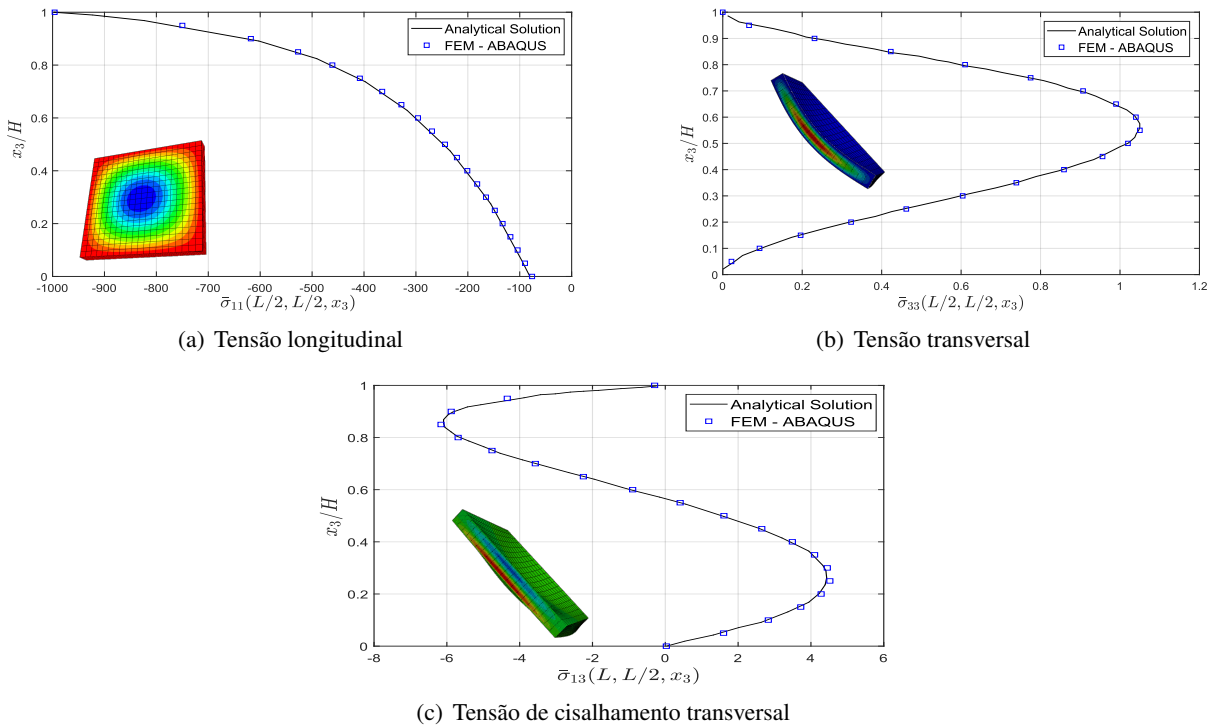 Analytical Solution
FEM - ABAQUS
x₃/H
1
0.8
0.6
0.4
0.2
0
-1000 -900 -800 -700 -600 -500 -400 -300 -200 -100 0
σ̄₁₁(L/2, L/2, x₃)
(a) Tensão longitudinal
Analytical Solution
FEM - ABAQUS
x₃/H
1
0.9
0.8
0.7
0.6
0.5
0.4
0.3
0.2
0.1
0
0 0.2 0.4 0.6 0.8 1 1.2
σ̄₃₃(L/2, L/2, x₃)
(b) Tensão transversal
Analytical Solution
FEM - ABAQUS
x₃/H
1
0.8
0.6
0.4
0.2
0
-8 -6 -4 -2 0 2 4 6
σ̄₁₃(L, L/2, x₃)
(c) Tensão de cisalhamento transversal